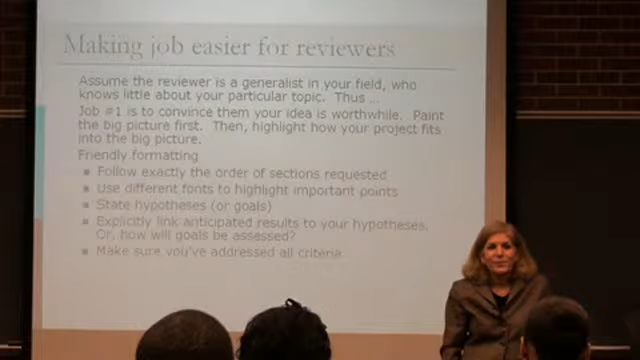 Making job easier for reviewers
Assume the reviewer is a generalist in your field, who
knows little about your particular topic. Thus ...
Job #1 is to convince them your idea is worthwhile. Paint
the big picture first. Then, highlight how your project fits
into the big picture.
Friendly formatting
▪ Follow exactly the order of sections requested
▪ Use different fonts to highlight important points
▪ State hypotheses (or goals)
▪ Explicitly link anticipated results to your hypotheses.
Or, how will goals be assessed?
▪ Make sure you've addressed all criteria